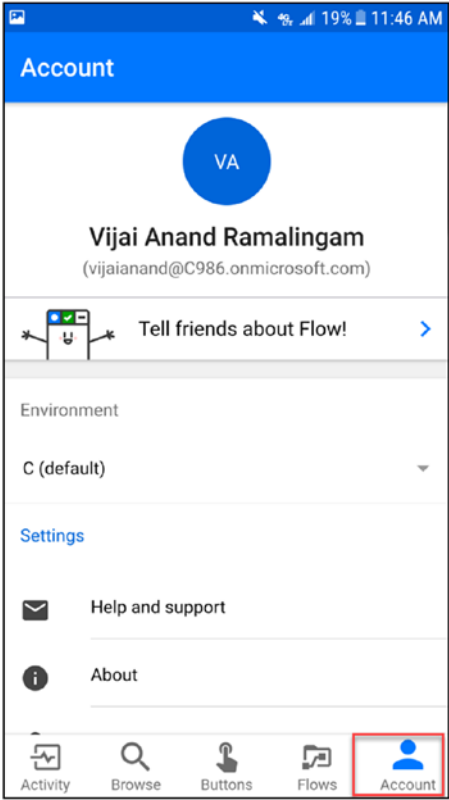 19% 11:46 AM
Account
VA
Vijai Anand Ramalingam
(vijaianand@C986.onmicrosoft.com)
Tell friends about Flow!
Environment
C (default)
Settings
Help and support
About
Activity Browse Buttons Flows Account